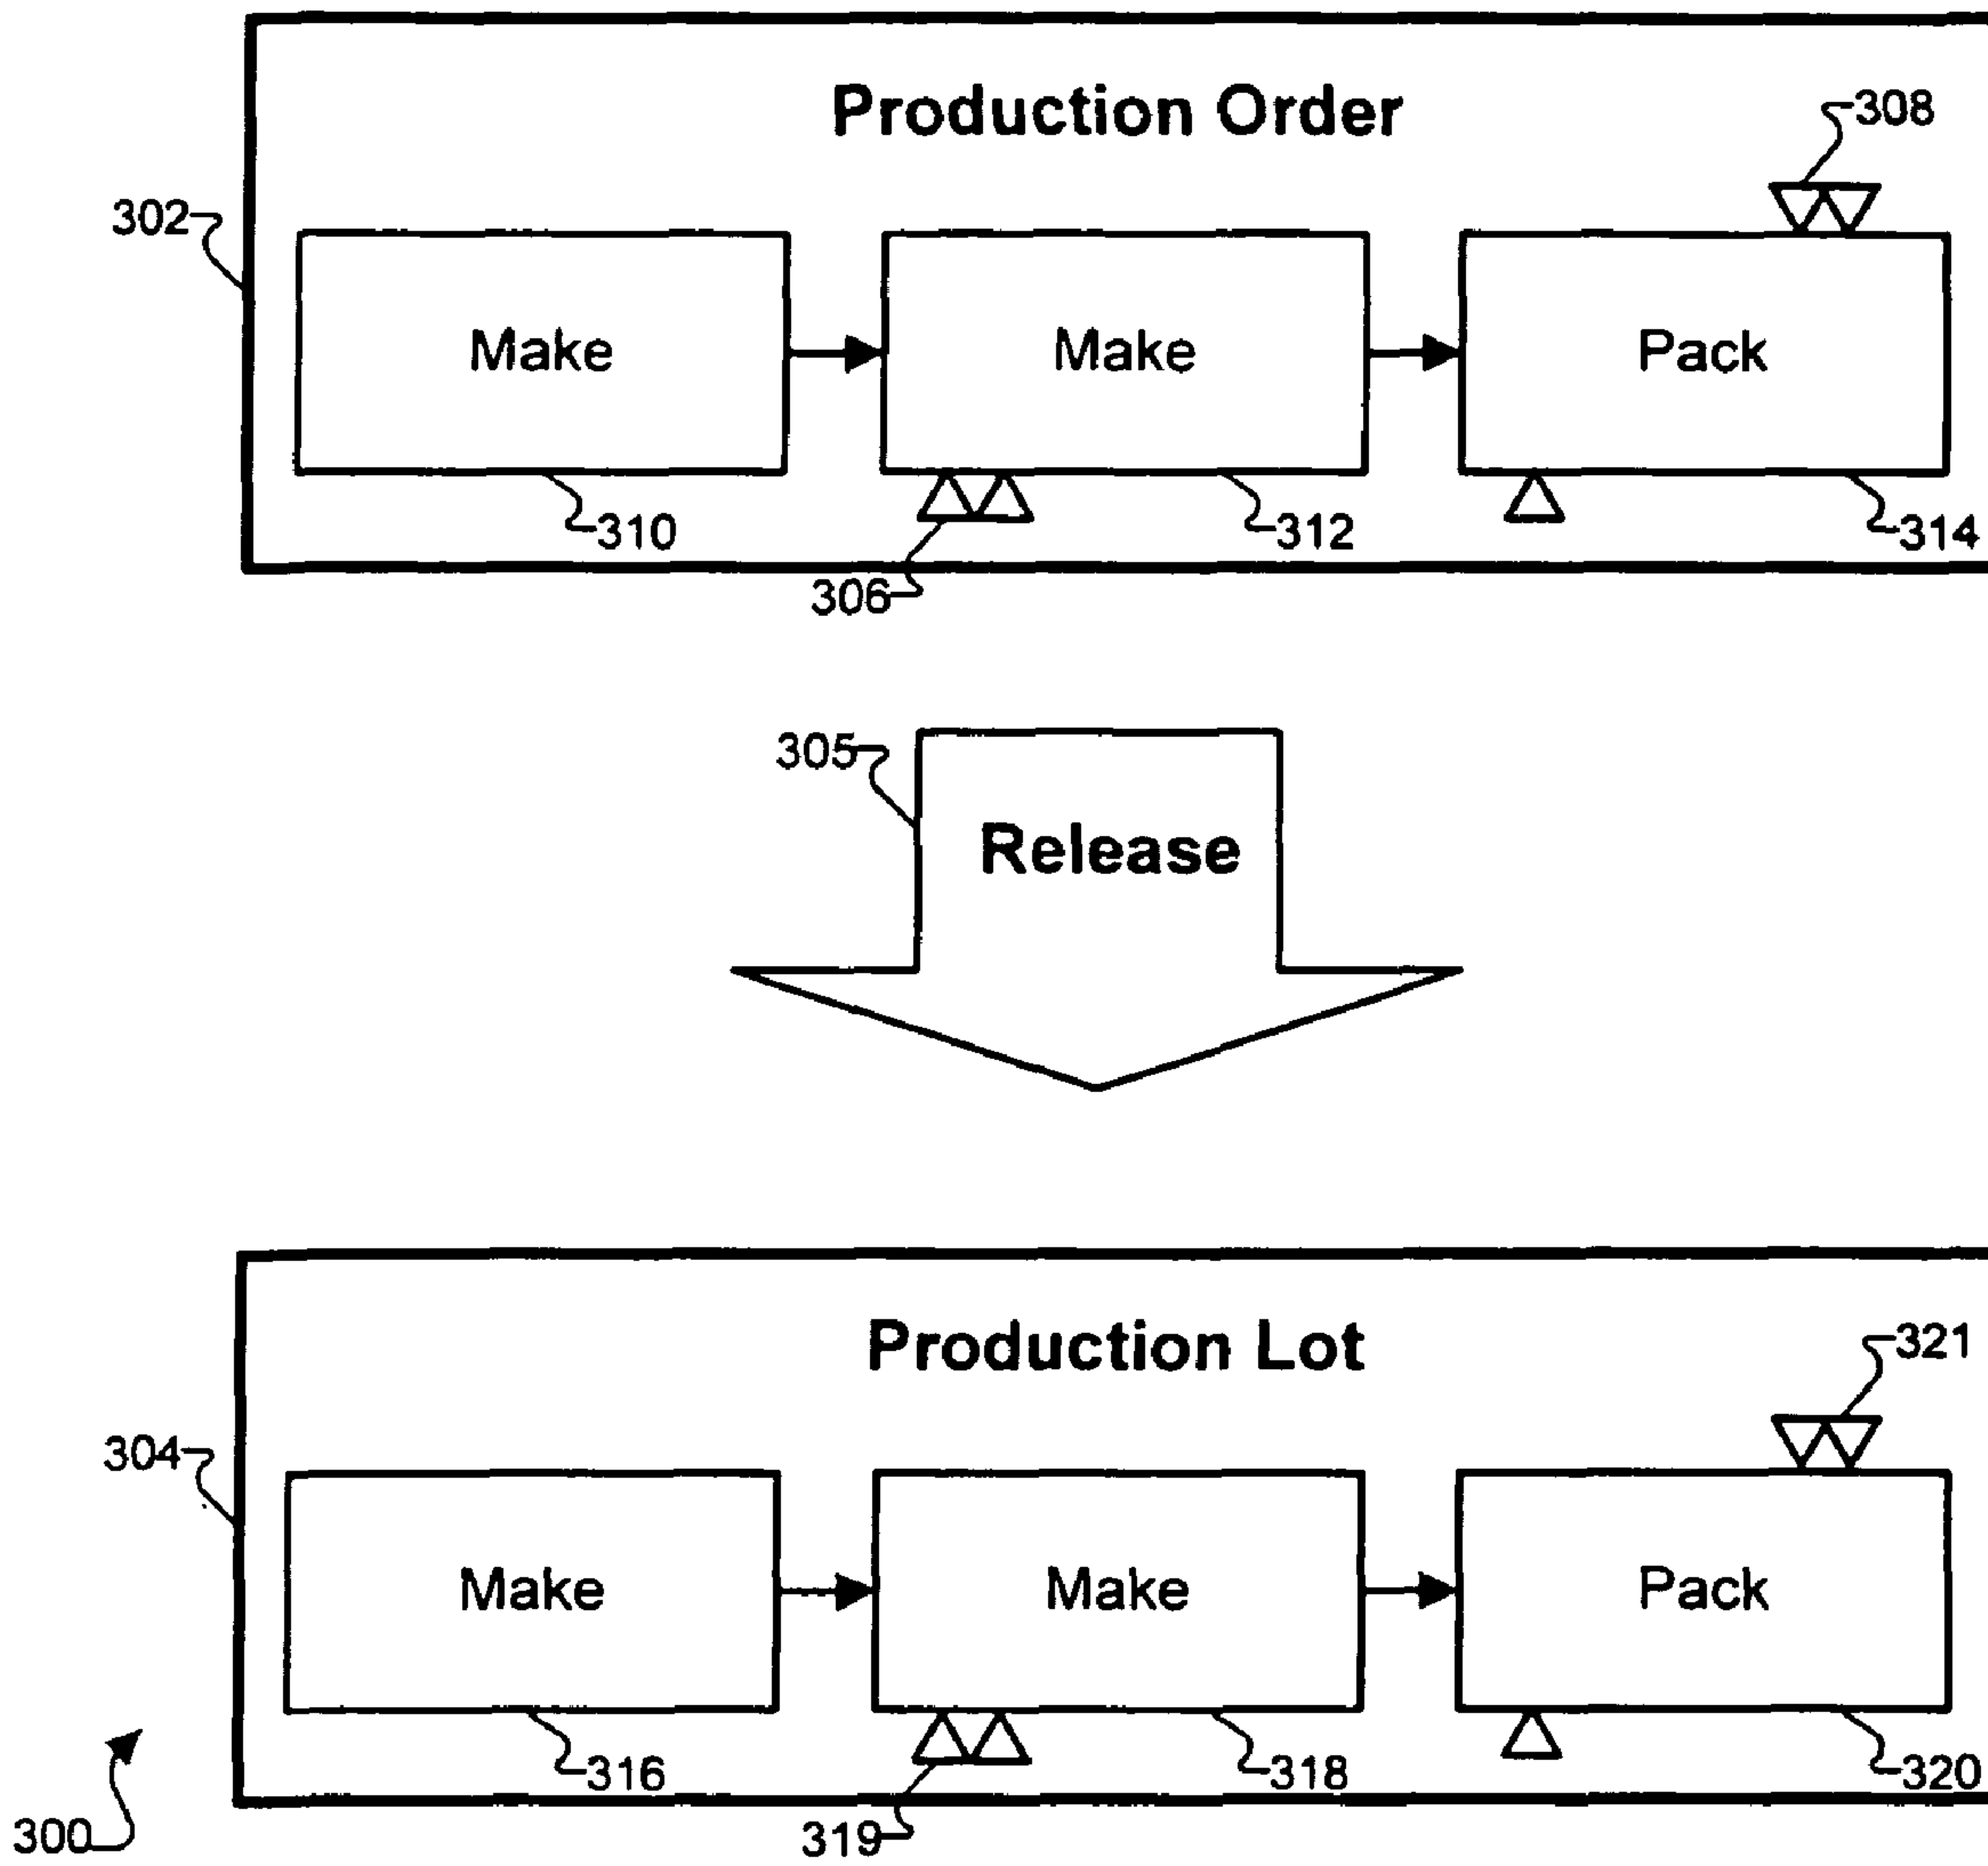 Production Order
308
302
Make
Make
Pack
310
312
314
306
305
Release
Production Lot
321
304
Make
Make
Pack
316
318
320
319
300